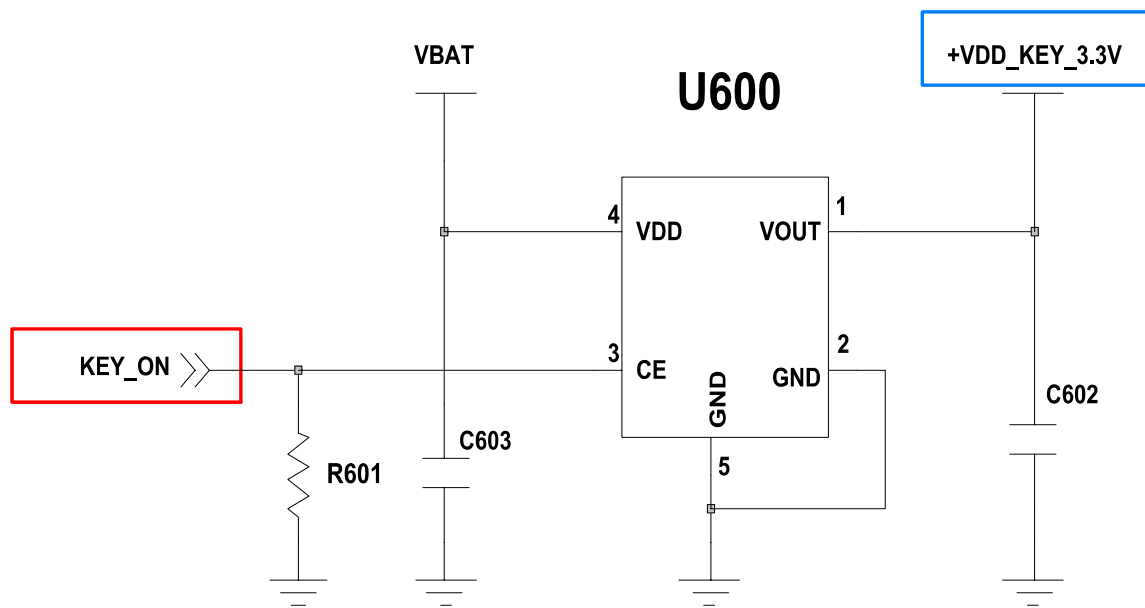 VBAT
+VDD_KEY_3.3V
U600
4
VDD
VOUT
1
KEY_ON
3
CE
GND
2
GND
5
R601
C603
C602